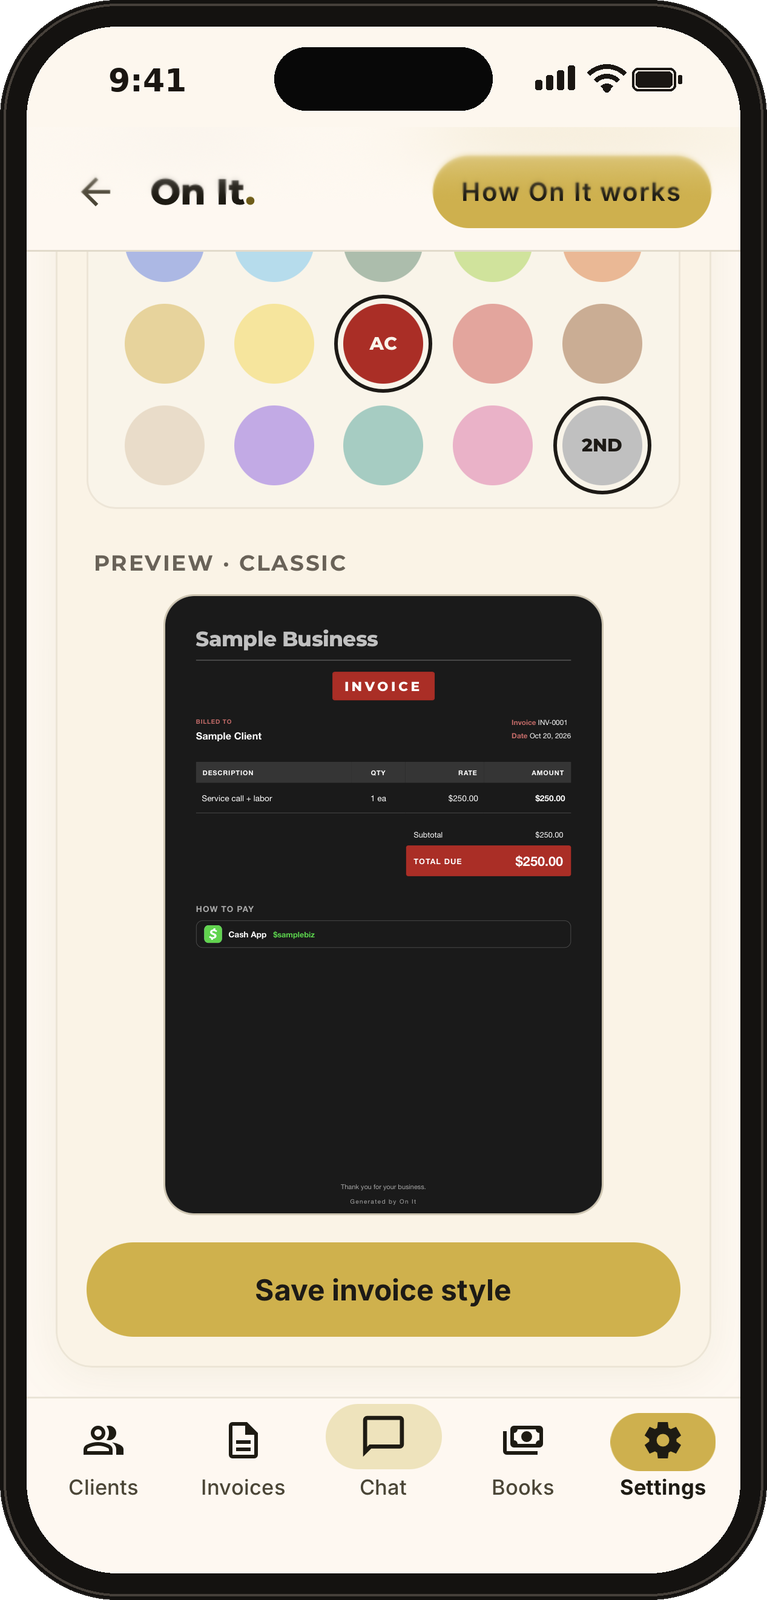 9:41
On It.
How On It works
AC
2ND
PREVIEW · CLASSIC
Sample Business
INVOICE
BILLED TO
Sample Client
Invoice INV-0001
Date Oct 20, 2026
DESCRIPTION QTY RATE AMOUNT
Service call + labor 1 ea $250.00 $250.00
Subtotal $250.00
TOTAL DUE $250.00
HOW TO PAY
$ Cash App $samplebiz
Thank you for your business.
Generated by On It
Save invoice style
Clients Invoices Chat Books Settings